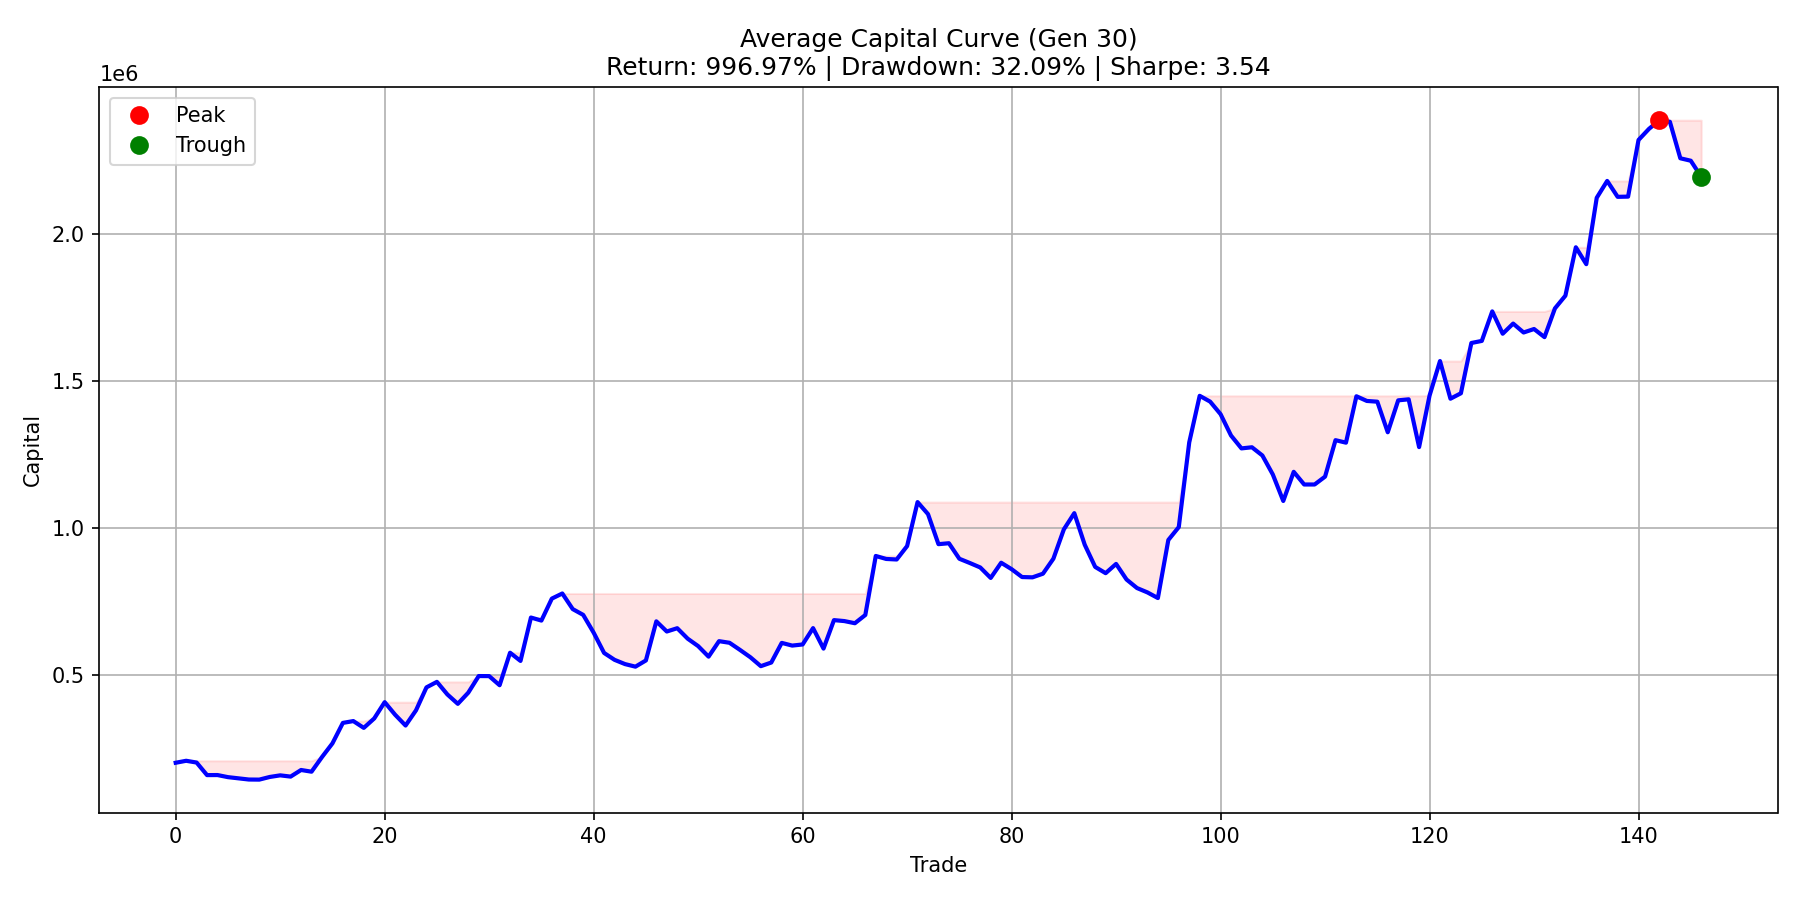 Average Capital Curve (Gen 30)
Return: 996.97% | Drawdown: 32.09% | Sharpe: 3.54
1e6
Peak
Trough
2.0
1.5
1.0
0.5
Capital
0 20 40 60 80 100 120 140
Trade